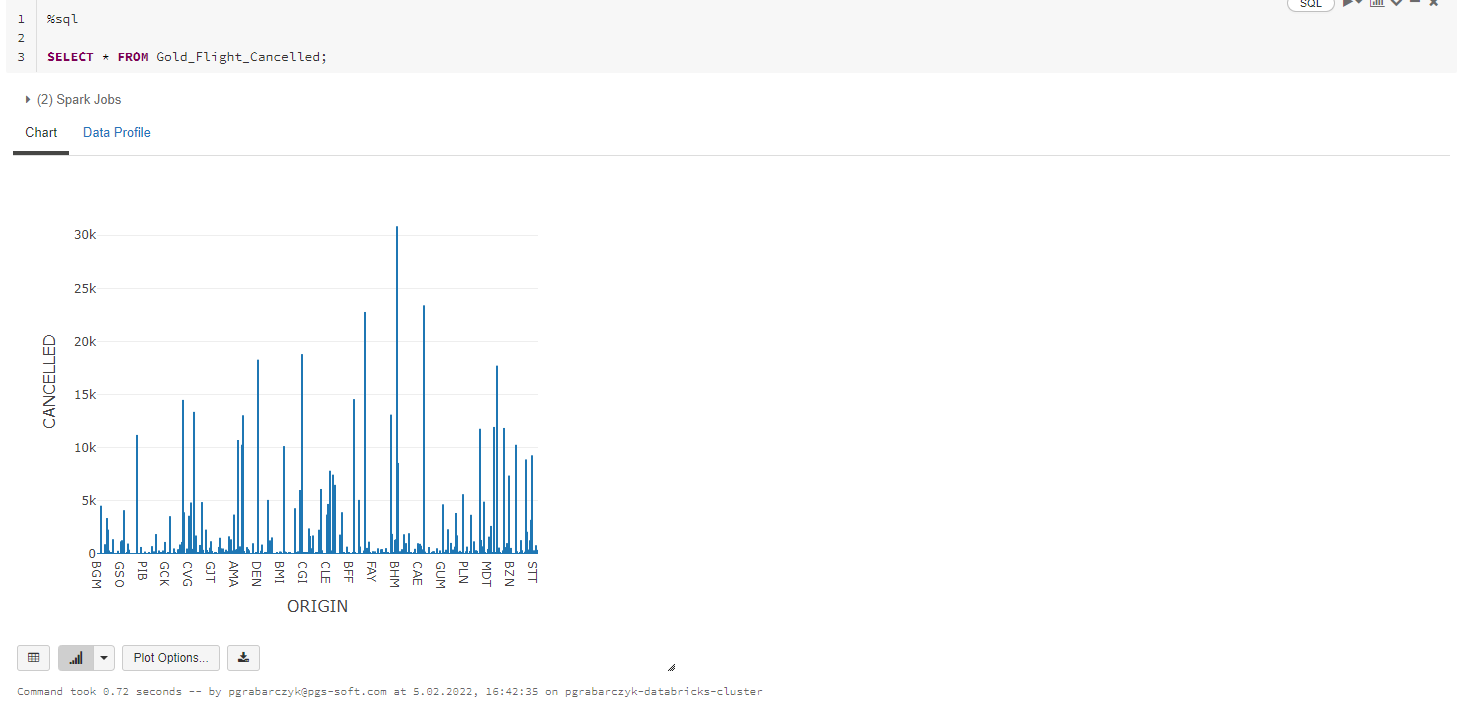 SQL
1 %sql
2
3 SELECT * FROM Gold_Flight_Cancelled;
(2) Spark Jobs
Chart Data Profile
30k
25k
20k
15k
10k
5k
0
CANCELLED
BGM GSO PIB GCK CVG GJT AMA DEN BMI CGI CLE BFF FAY BHM CAE GUM PLN MDT BZN STT
ORIGIN
Plot Options...
Command took 0.72 seconds -- by pgrabarczyk@pgs-soft.com at 5.02.2022, 16:42:35 on pgrabarczyk-databricks-cluster